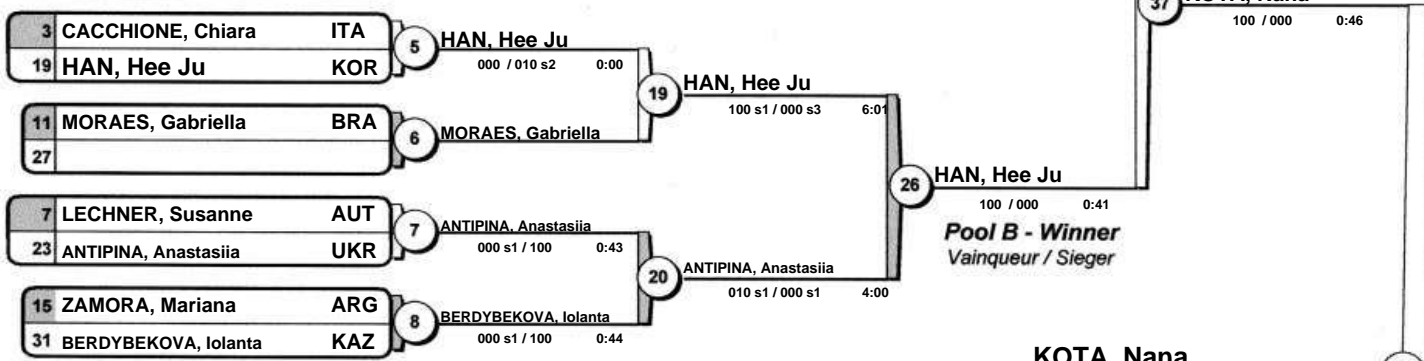 37 KOTA, Nana
100 / 000 0:46
3 CACCHIONE, Chiara ITA
19 HAN, Hee Ju KOR
5 HAN, Hee Ju
000 / 010 s2 0:00
11 MORAES, Gabriella BRA
27
6 MORAES, Gabriella
19 HAN, Hee Ju
100 s1 / 000 s3 6:01
7 LECHNER, Susanne AUT
23 ANTIPINA, Anastasiia UKR
7 ANTIPINA, Anastasiia
000 s1 / 100 0:43
15 ZAMORA, Mariana ARG
31 BERDYBEKOVA, Iolanta KAZ
8 BERDYBEKOVA, Iolanta
000 s1 / 100 0:44
20 ANTIPINA, Anastasiia
010 s1 / 000 s1 4:00
26 HAN, Hee Ju
100 / 000 0:41
Pool B - Winner
Vainqueur / Sieger
KOTA, Nana